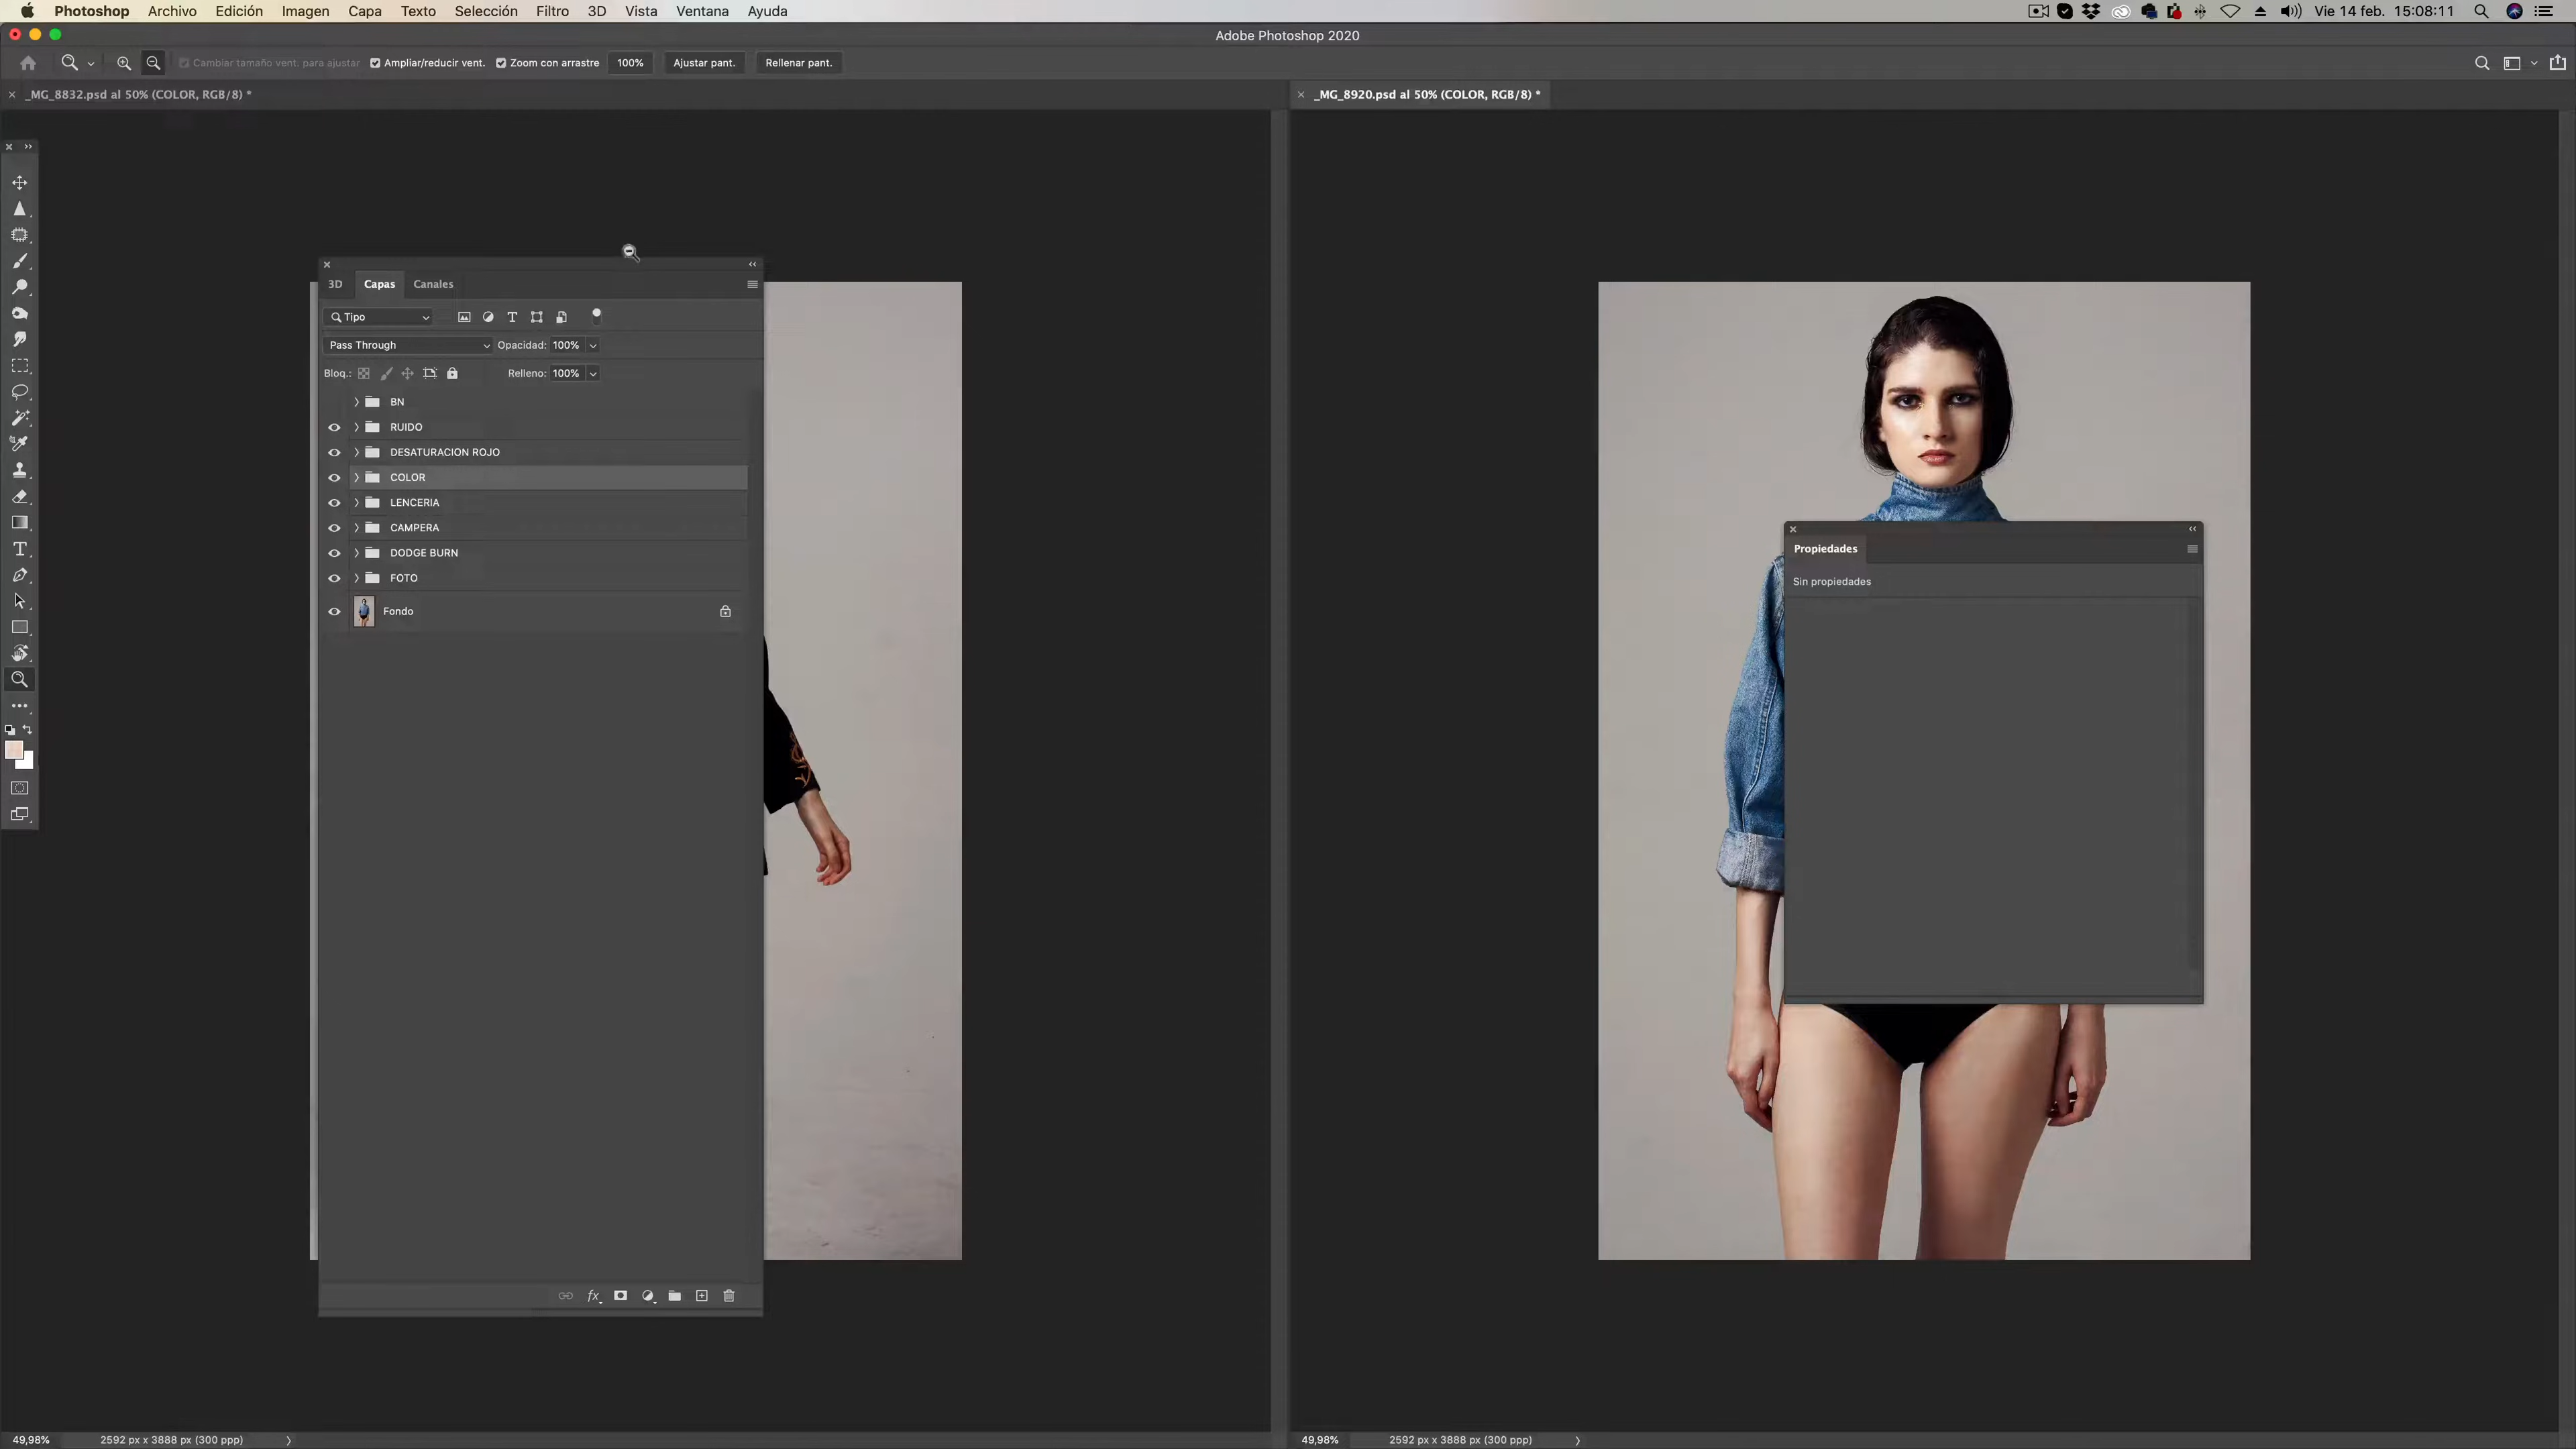 Photoshop Archivo Edición Imagen Capa Texto Selección Filtro 3D Vista Ventana Ayuda Vie 14 feb. 15:08:11
Adobe Photoshop 2020
Cambiar tamaño vent. para ajustar Ampliar/reducir vent. Zoom con arrastre 100% Ajustar pant. Rellenar pant.
_MG_8832.psd al 50% (COLOR, RGB/8) *
_MG_8920.psd al 50% (COLOR, RGB/8) *
3D Capas Canales
Tipo
Pass Through Opacidad: 100%
Bloq.: Relleno: 100%
BN
RUIDO
DESATURACION ROJO
COLOR
LENCERIA
CAMPERA
DODGE BURN
FOTO
Fondo
fx
Propiedades
Sin propiedades
49,98% 2592 px x 3888 px (300 ppp)
49,98% 2592 px x 3888 px (300 ppp)